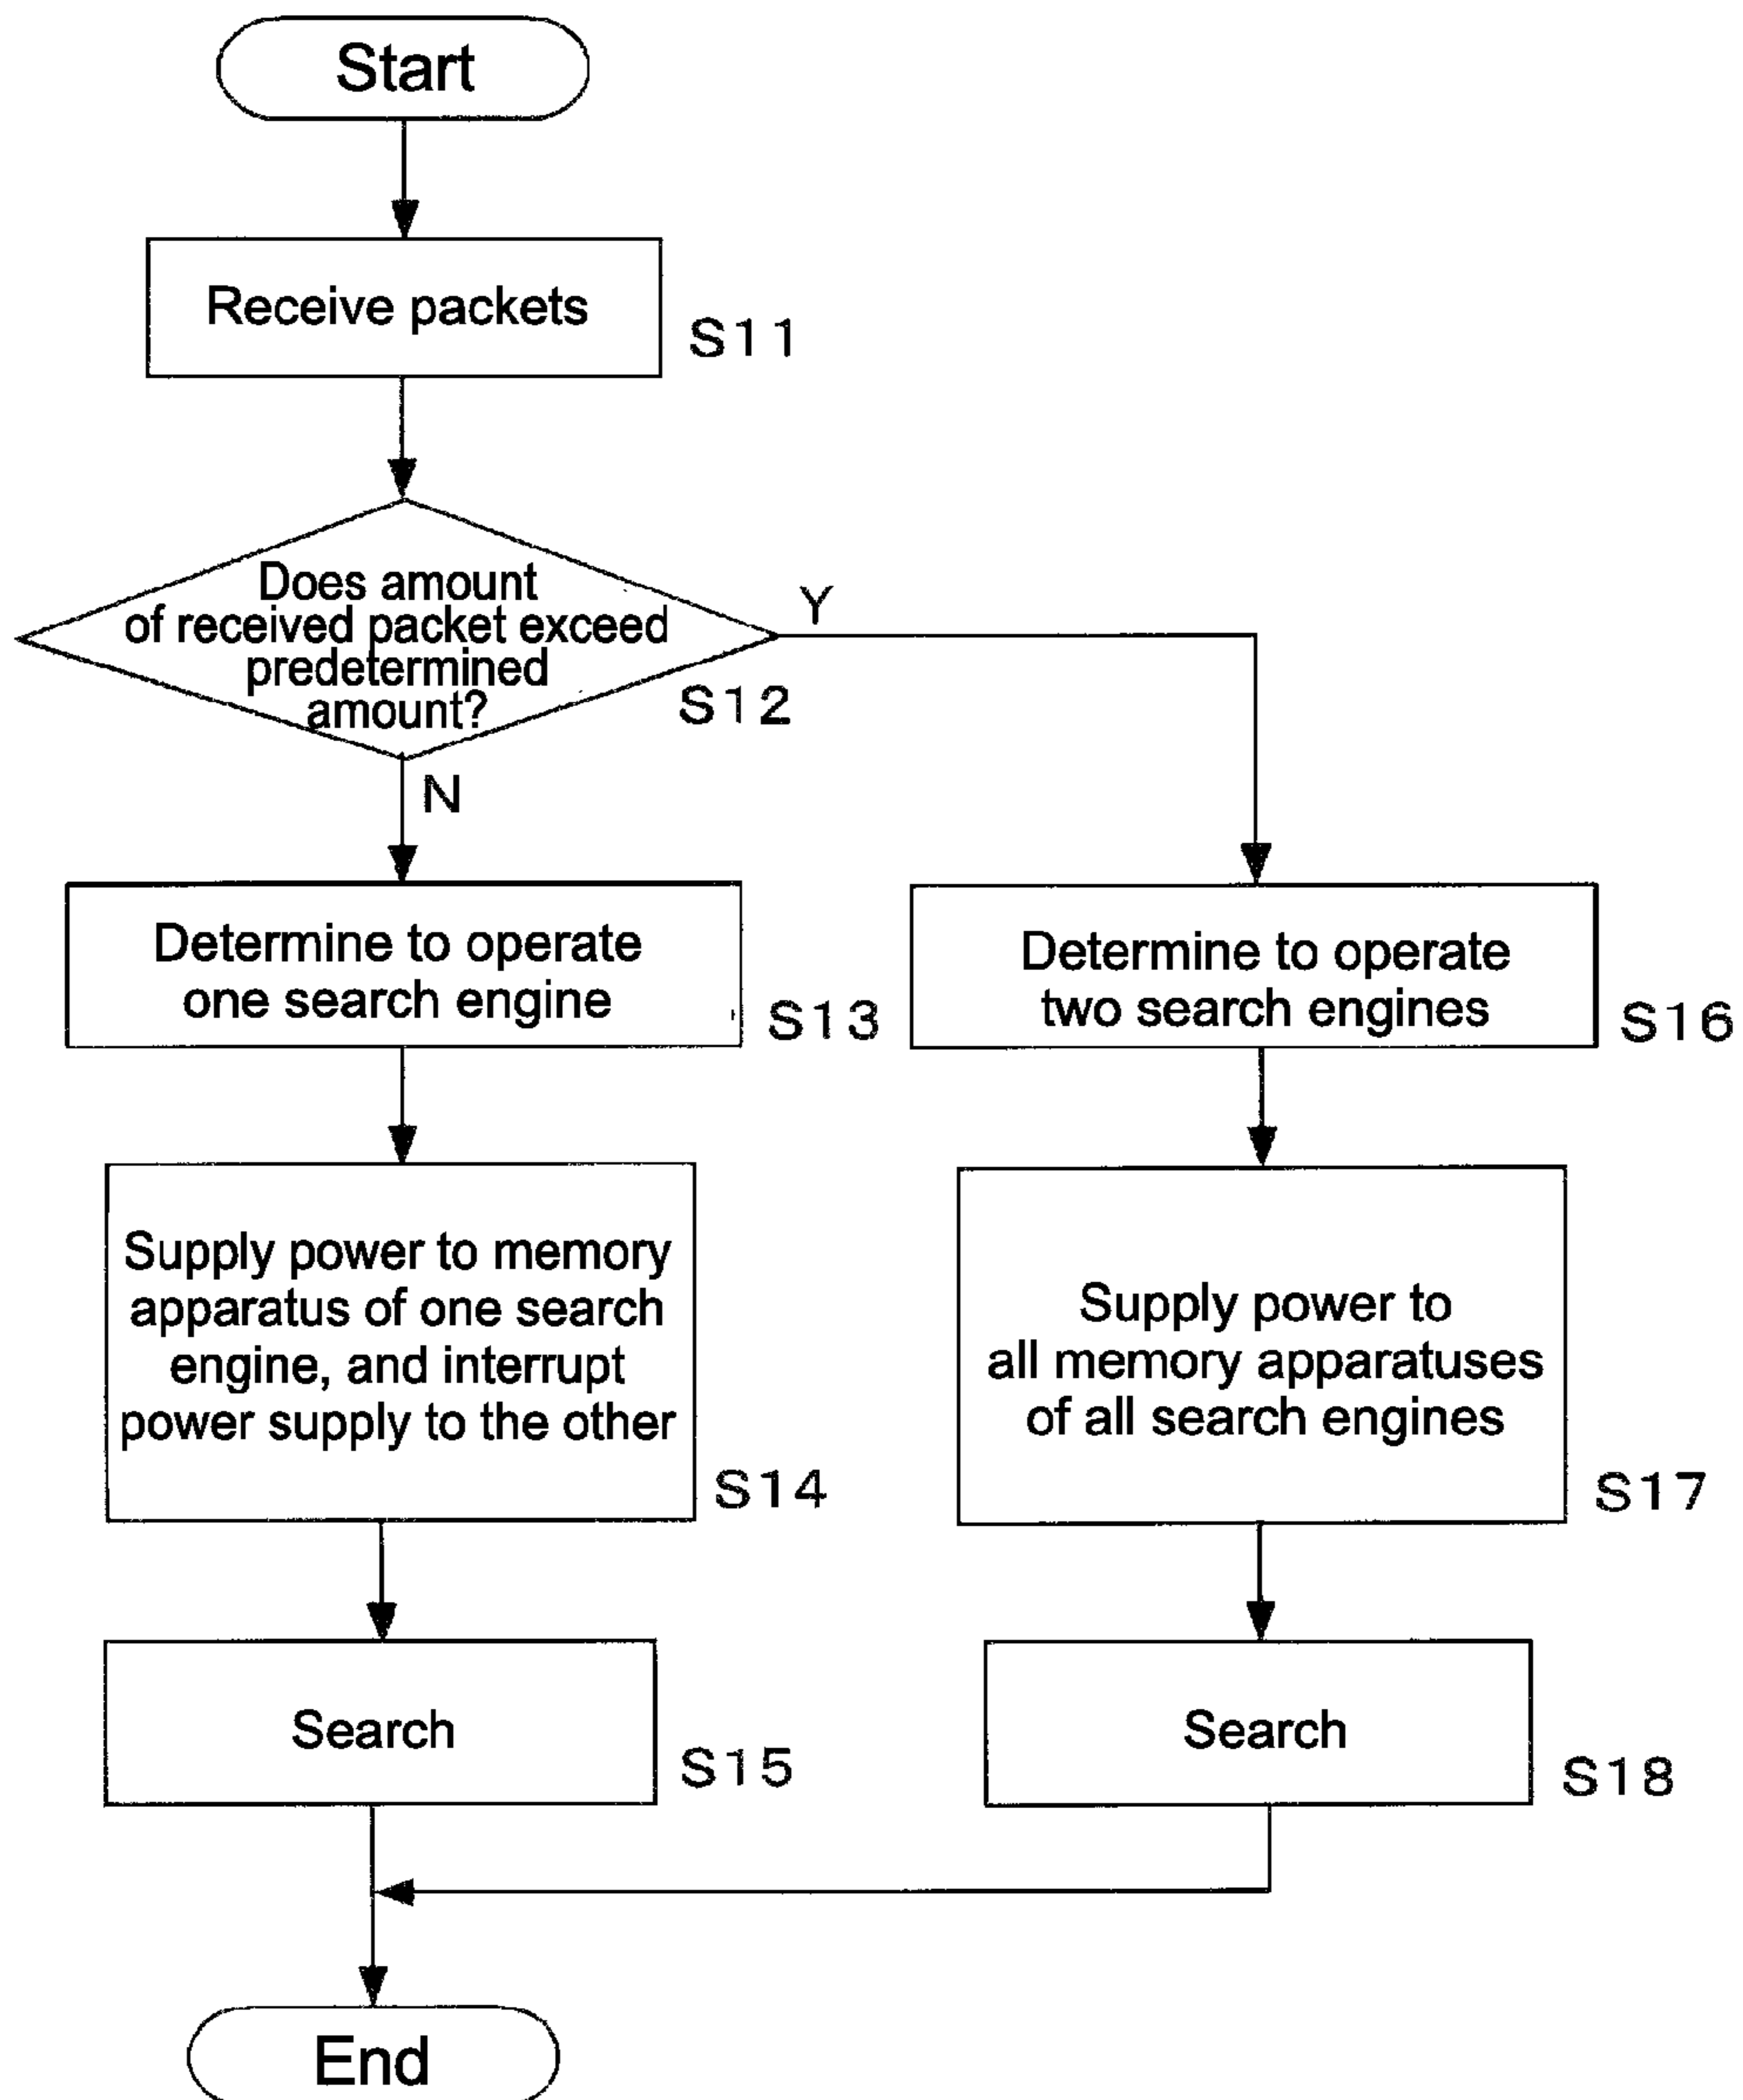 Start
Receive packets
S11
Does amount
of received packet exceed
predetermined
amount?
S12
Y
N
Determine to operate
one search engine
S13
Determine to operate
two search engines
S16
Supply power to memory
apparatus of one search
engine, and interrupt
power supply to the other
S14
Supply power to
all memory apparatuses
of all search engines
S17
Search
S15
Search
S18
End